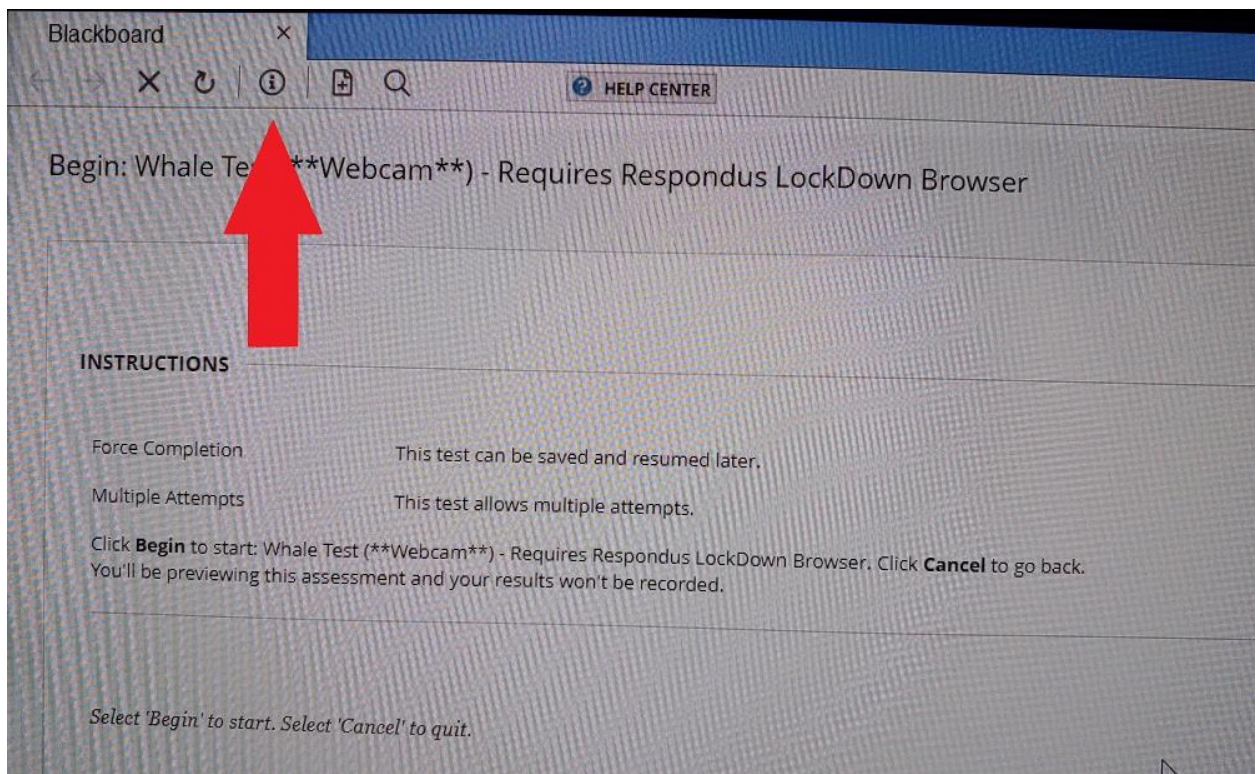 Blackboard
HELP CENTER
Begin: Whale Te **Webcam**) - Requires Respondus LockDown Browser
INSTRUCTIONS
Force Completion This test can be saved and resumed later.
Multiple Attempts This test allows multiple attempts.
Click Begin to start: Whale Test (**Webcam**) - Requires Respondus LockDown Browser. Click Cancel to go back.
You'll be previewing this assessment and your results won't be recorded.
Select 'Begin' to start. Select 'Cancel' to quit.